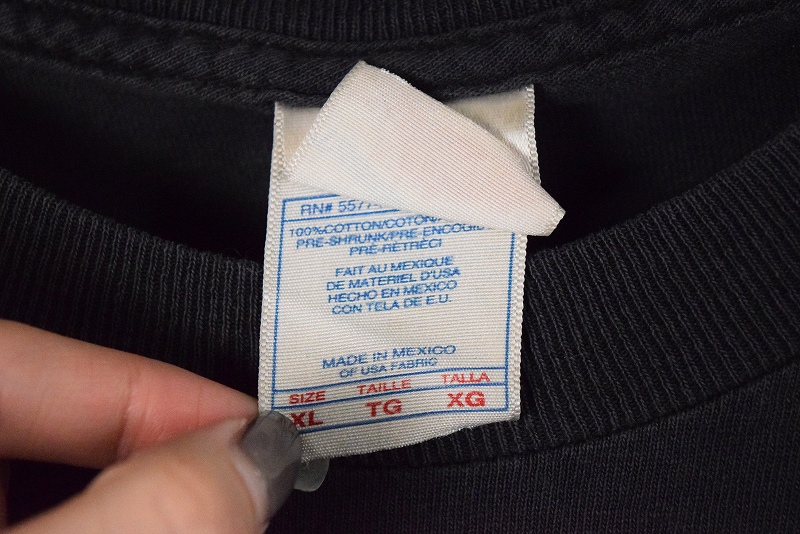 RN#
100%COTTON/COTON/
PRE-SHRUNK/PRE-ENCOGIDO
PRÉ-RÉTRÉCI
FAIT AU MEXIQUE
DE MATERIEL D'USA
HECHO EN MEXICO
CON TELA DE E.U.
MADE IN MEXICO
OF USA FABRIC
SIZE TAILLE TALLA
XL TG XG